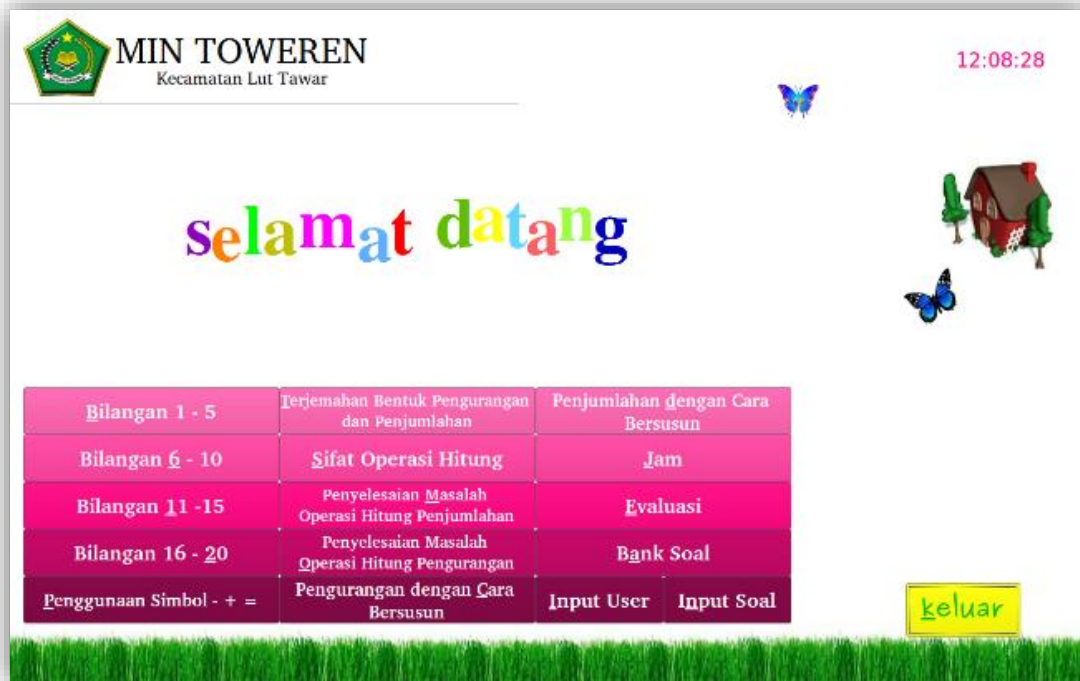 MIN TOWEREN
Kecamatan Lut Tawar
12:08:28
selamat datang
Bilangan 1 - 5
Terjemahan Bentuk Pengurangan
dan Penjumlahan
Penjumlahan dengan Cara
Bersusun
Bilangan 6 - 10
Sifat Operasi Hitung
Jam
Bilangan 11 -15
Penyelesaian Masalah
Operasi Hitung Penjumlahan
Evaluasi
Bilangan 16 - 20
Penyelesaian Masalah
Operasi Hitung Pengurangan
Bank Soal
Penggunaan Simbol - + =
Pengurangan dengan Cara
Bersusun
Input User
Input Soal
keluar